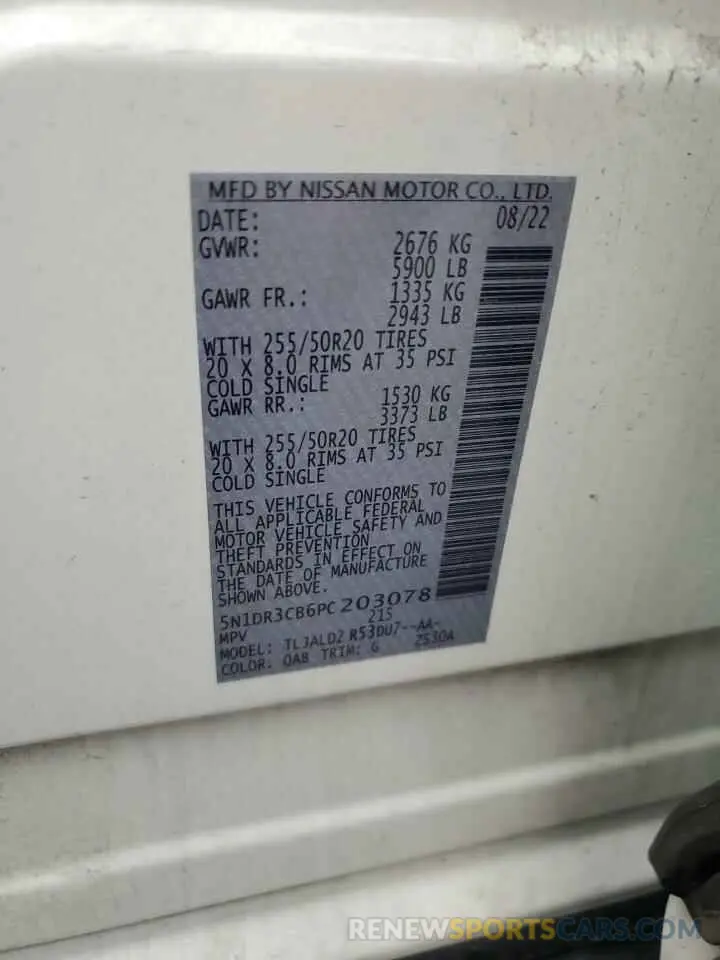 MFD BY NISSAN MOTOR CO., LTD.
DATE: 08/22
GVWR: 2676 KG
5900 LB
GAWR FR.: 1335 KG
2943 LB
WITH 255/50R20 TIRES
20 X 8.0 RIMS AT 35 PSI
COLD SINGLE
GAWR RR.: 1530 KG
3373 LB
WITH 255/50R20 TIRES
20 X 8.0 RIMS AT 35 PSI
COLD SINGLE
THIS VEHICLE CONFORMS TO
ALL APPLICABLE FEDERAL
MOTOR VEHICLE SAFETY AND
THEFT PREVENTION
STANDARDS IN EFFECT ON
THE DATE OF MANUFACTURE
SHOWN ABOVE.
5N1DR3CB6PC203078
MPV 215
MODEL: TL3ALD2 R53DU7--AA-
COLOR: QAB TRIM: G Z530A
RENEWSPORTSCARS.COM